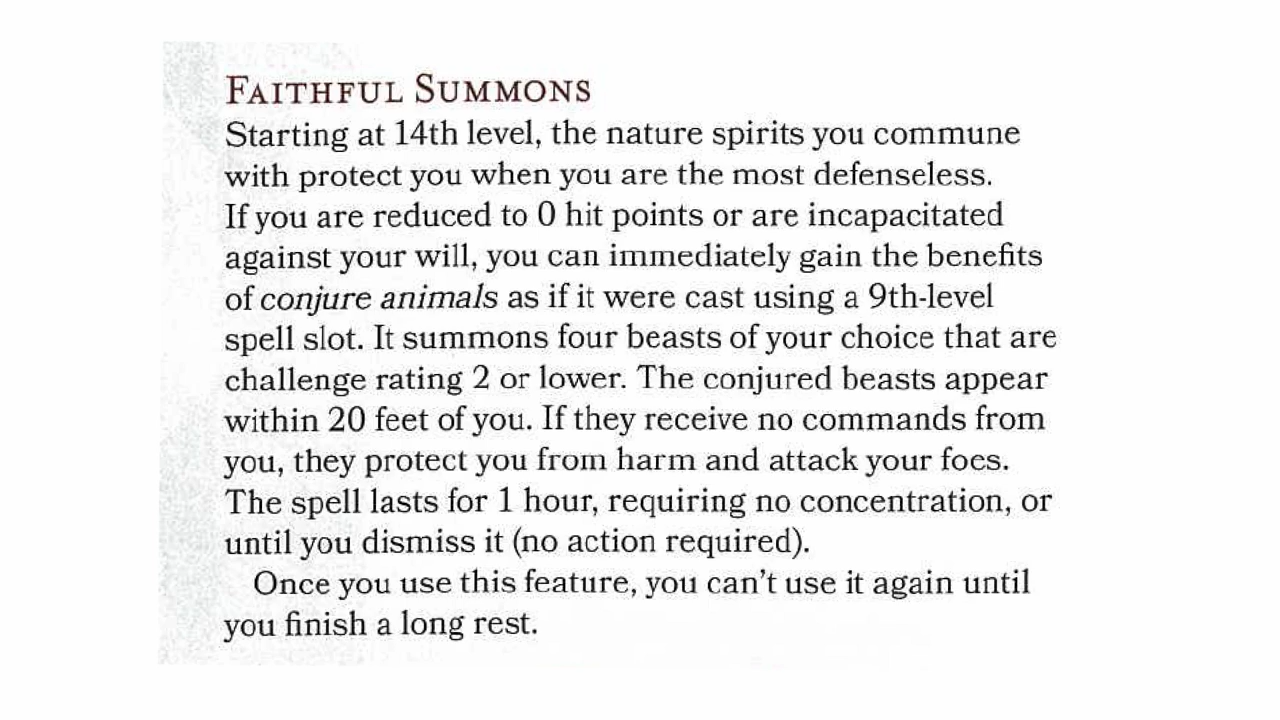 FAITHFUL SUMMONS
Starting at 14th level, the nature spirits you commune
with protect you when you are the most defenseless.
If you are reduced to 0 hit points or are incapacitated
against your will, you can immediately gain the benefits
of conjure animals as if it were cast using a 9th-level
spell slot. It summons four beasts of your choice that are
challenge rating 2 or lower. The conjured beasts appear
within 20 feet of you. If they receive no commands from
you, they protect you from harm and attack your foes.
The spell lasts for 1 hour, requiring no concentration, or
until you dismiss it (no action required).
Once you use this feature, you can't use it again until
you finish a long rest.